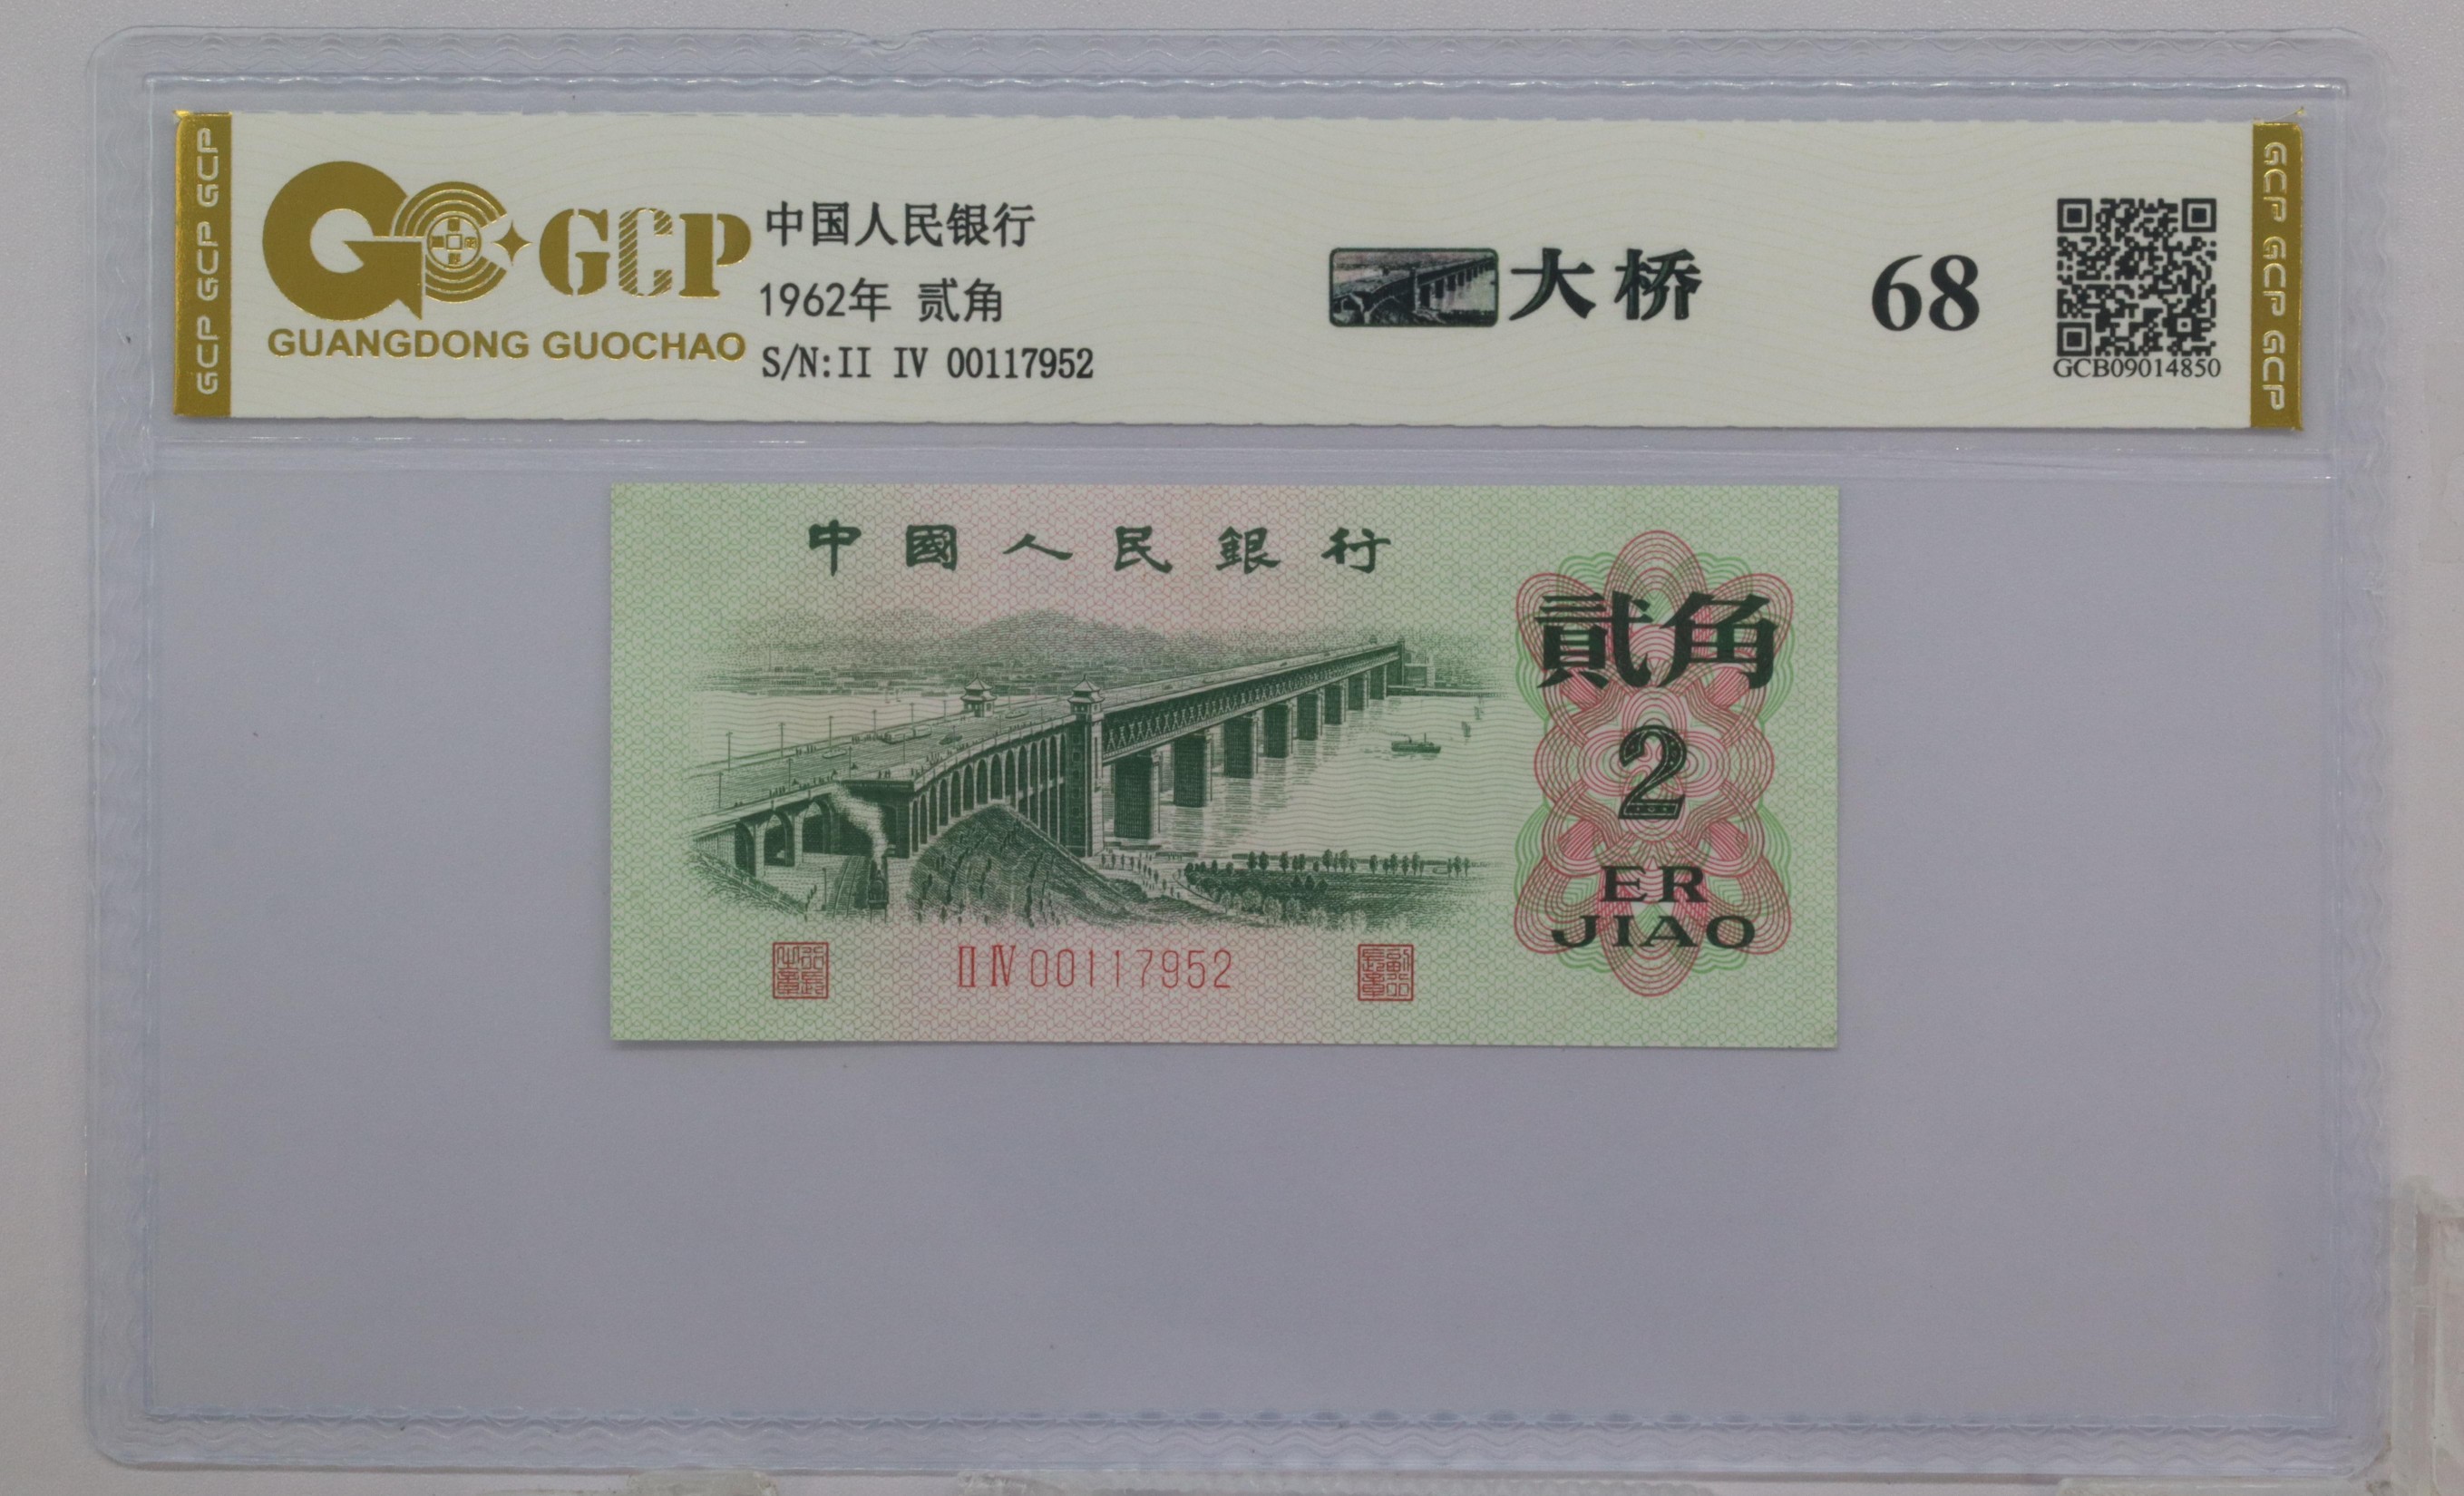 GCP GCP GCP
GCP
GUANGDONG GUOCHAO
中国人民银行
1962年 贰角
S/N:II IV 00117952
大桥
68
GCB09014850
GCP GCP GCP
中國人民銀行
貳角
2
ER
JIAO
II IV 00117952